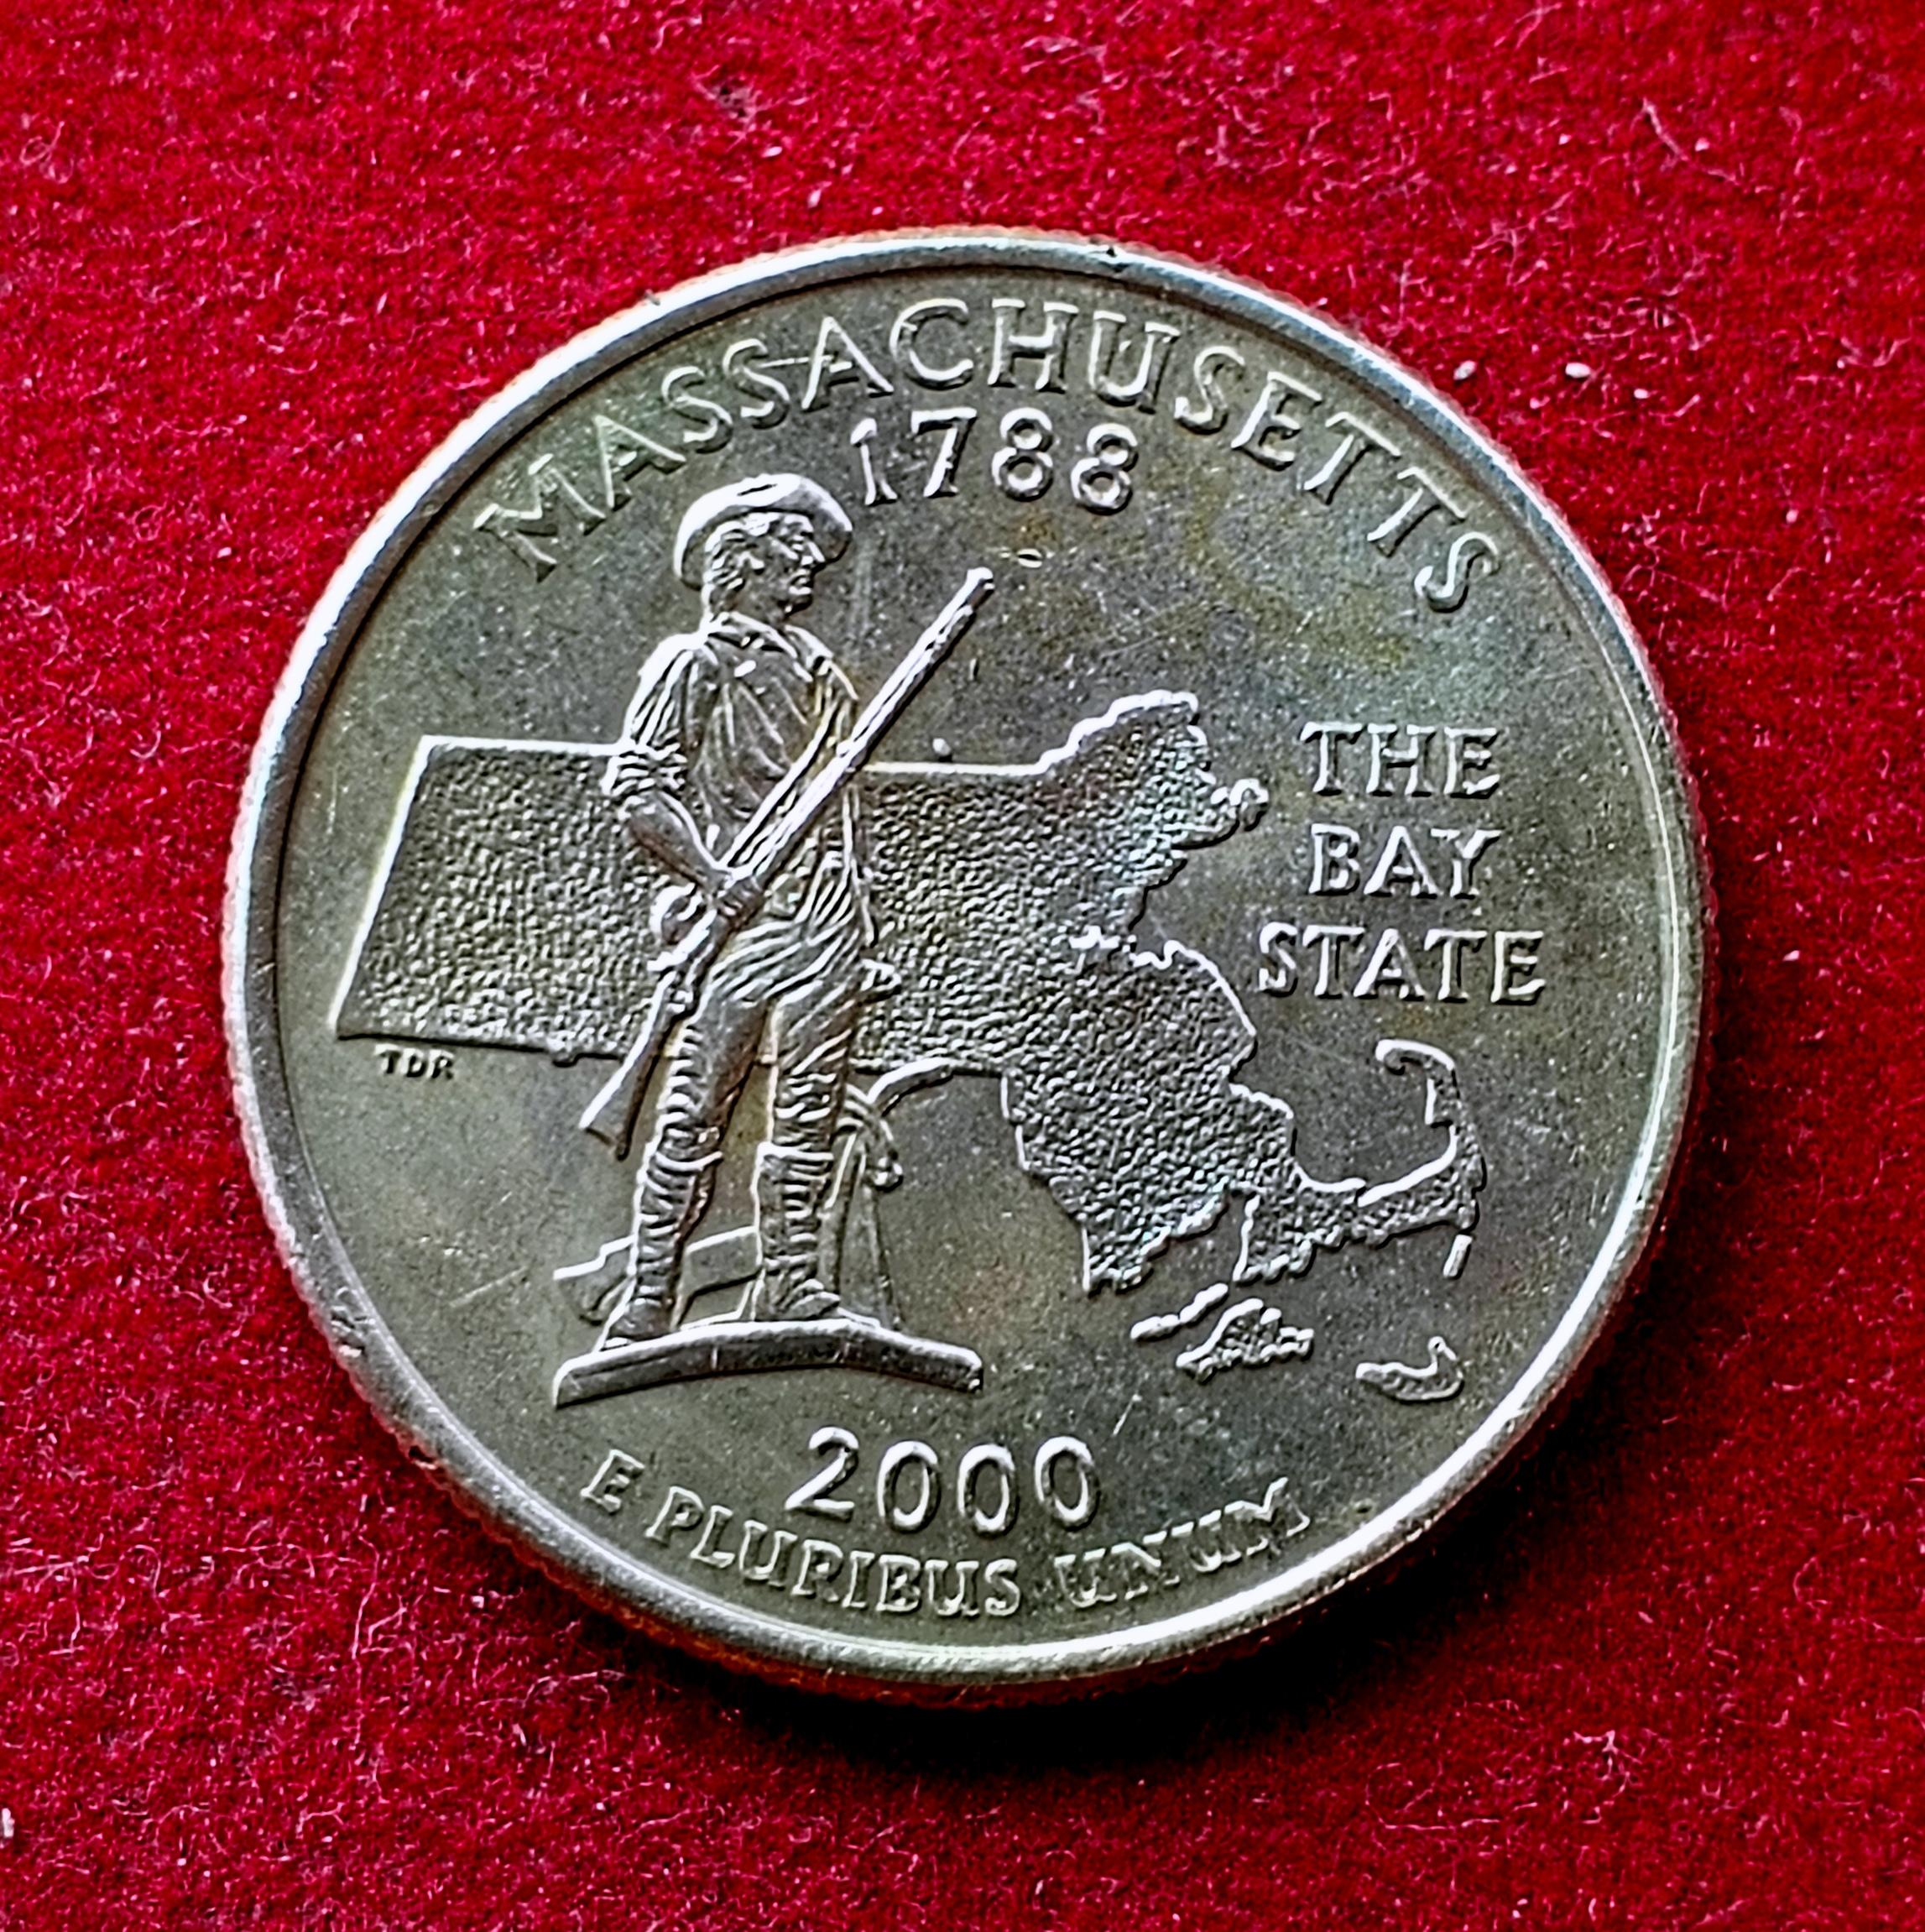 MASSACHUSETTS
1788
THE
BAY
STATE
TDR
2000
E PLURIBUS UNUM